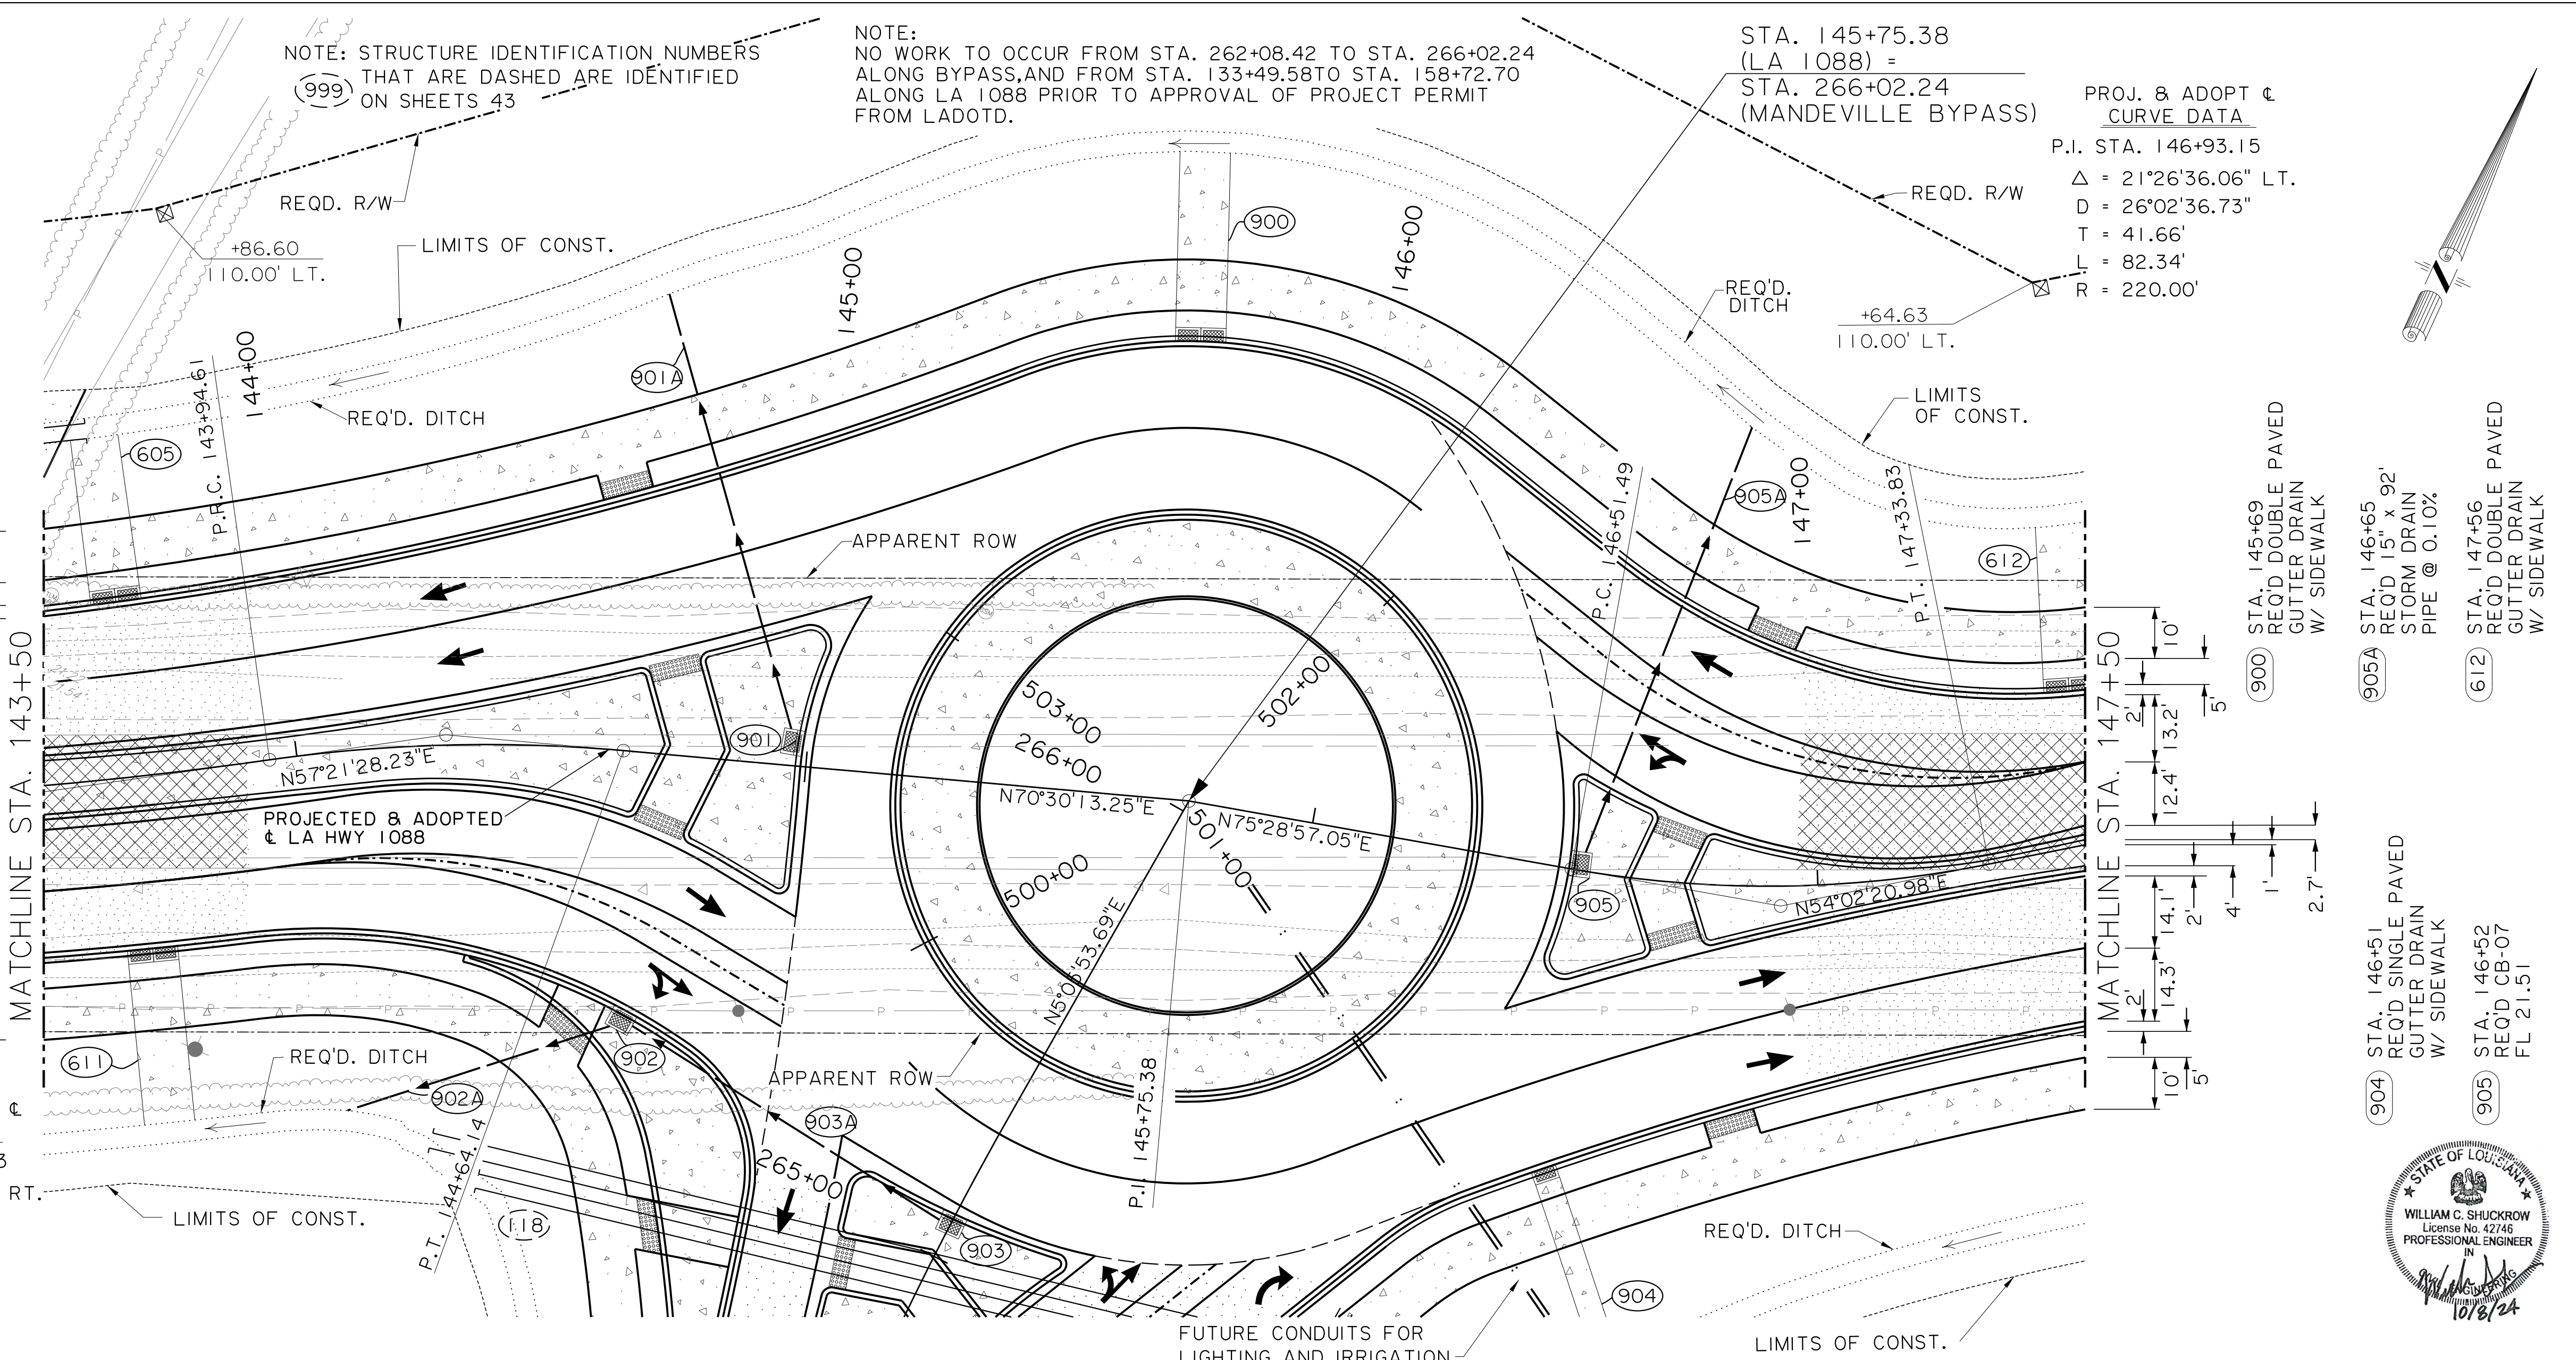 NOTE: STRUCTURE IDENTIFICATION NUMBERS
THAT ARE DASHED ARE IDENTIFIED
ON SHEETS 43
999
NOTE:
NO WORK TO OCCUR FROM STA. 262+08.42 TO STA. 266+02.24
ALONG BYPASS,AND FROM STA. 133+49.58TO STA. 158+72.70
ALONG LA 1088 PRIOR TO APPROVAL OF PROJECT PERMIT
FROM LADOTD.
STA. 145+75.38
(LA 1088) =
STA. 266+02.24
(MANDEVILLE BYPASS)
PROJ. & ADOPT ℄
CURVE DATA
P.I. STA. 146+93.15
△ = 21°26'36.06" LT.
D = 26°02'36.73"
T = 41.66'
L = 82.34'
R = 220.00'
REQD. R/W
+86.60
110.00' LT.
LIMITS OF CONST.
REQD. R/W
+64.63
110.00' LT.
REQ'D.
DITCH
LIMITS
OF CONST.
900
901A
145+00
146+00
144+00
P.R.C. 143+94.61
REQ'D. DITCH
605
APPARENT ROW
P.C. 146+51.49
905A
147+00
P.T. 147+33.83
612
MATCHLINE STA. 143+50
901
N57°21'28.23"E
PROJECTED & ADOPTED
℄ LA HWY 1088
503+00
266+00
502+00
N70°30'13.25"E
501+00
N75°28'57.05"E
500+00
N5°05'53.69"E
905
N54°02'20.98"E
MATCHLINE STA. 147+50
10'
5'
2'
13.2'
12.4'
2.7'
1'
4'
2'
14.1'
14.3'
2'
5'
10'
611
REQ'D. DITCH
902
902A
APPARENT ROW
903A
P.I. 145+75.38
265+00
903
P.T. 144+64.14
118
℄
3
RT.
LIMITS OF CONST.
P P P P P P P P P P P
REQ'D. DITCH
904
FUTURE CONDUITS FOR
LIGHTING AND IRRIGATION
LIMITS OF CONST.
900 STA. 145+69
REQ'D DOUBLE PAVED
GUTTER DRAIN
W/ SIDEWALK
905A STA. 146+65
REQ'D 15" x 92'
STORM DRAIN
PIPE @ 0.10%
612 STA. 147+56
REQ'D DOUBLE PAVED
GUTTER DRAIN
W/ SIDEWALK
904 STA. 146+51
REQ'D SINGLE PAVED
GUTTER DRAIN
W/ SIDEWALK
905 STA. 146+52
REQ'D CB-07
FL 21.51
STATE OF LOUISIANA
WILLIAM C. SHUCKROW
License No. 42746
PROFESSIONAL ENGINEER
IN
ENGINEERING
10/8/24